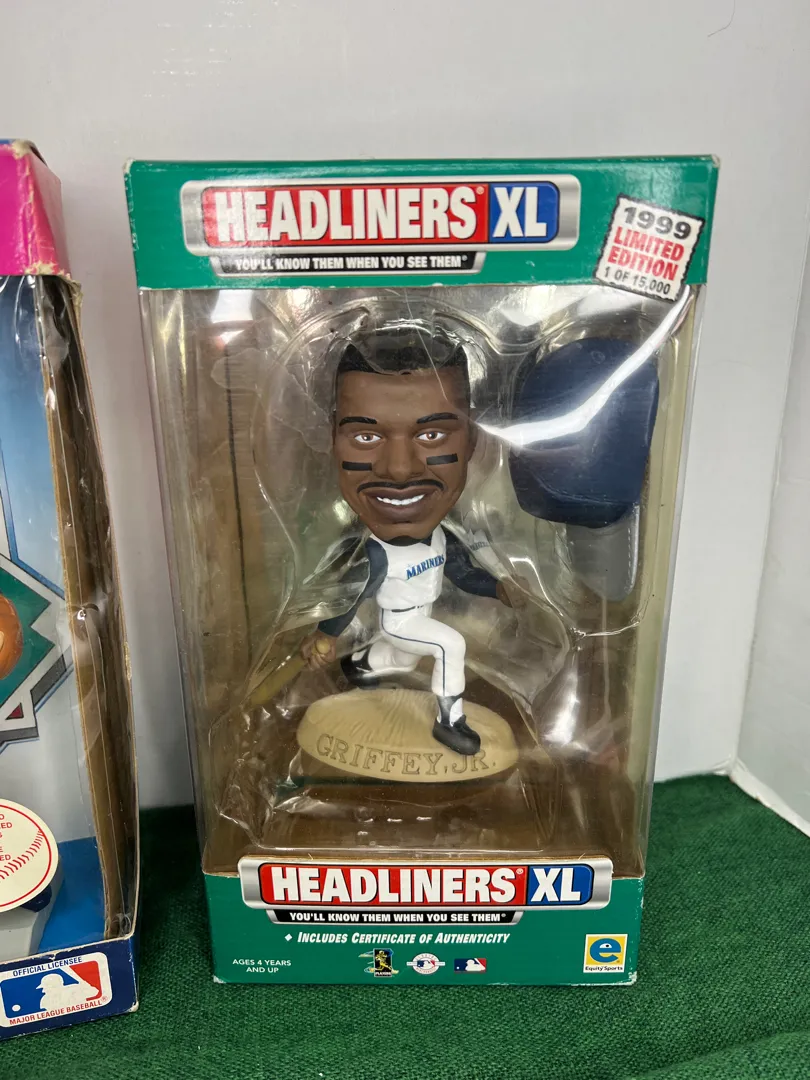 HEADLINERS® XL
YOU'LL KNOW THEM WHEN YOU SEE THEM®
1999
LIMITED
EDITION
1 OF 15,000
MARINERS
GRIFFEY, JR.
HEADLINERS® XL
YOU'LL KNOW THEM WHEN YOU SEE THEM®
INCLUDES CERTIFICATE OF AUTHENTICITY
AGES 4 YEARS
AND UP
e
Equity Sports
OFFICIAL LICENSEE
MAJOR LEAGUE BASEBALL®